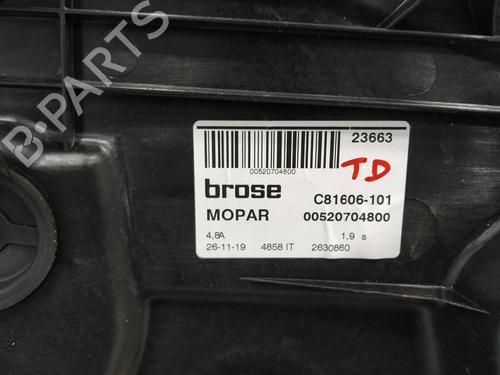 B-PARTS
23663
00520704800
TD
brose C81606-101
MOPAR 00520704800
4,8A 1,9 s
26-11-19 4858 IT 2630860